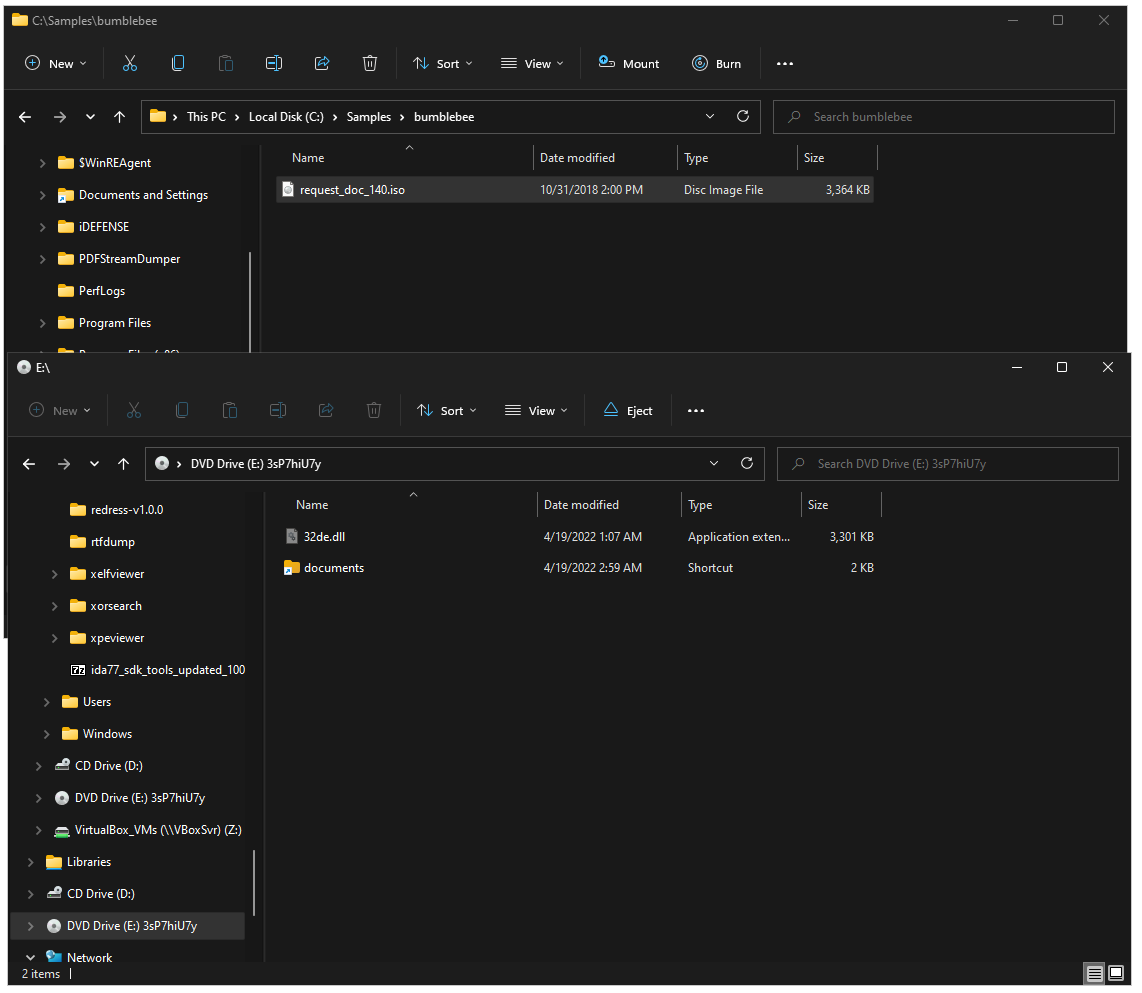 C:\Samples\bumblebee
New Sort View Mount Burn
This PC Local Disk (C:) Samples bumblebee Search bumblebee
$WinREAgent
Documents and Settings
iDEFENSE
PDFStreamDumper
PerfLogs
Program Files
Name Date modified Type Size
request_doc_140.iso 10/31/2018 2:00 PM Disc Image File 3,364 KB
E:\
New Sort View Eject
DVD Drive (E:) 3sP7hiU7y Search DVD Drive (E:) 3sP7hiU7y
redress-v1.0.0
rtfdump
xelfviewer
xorsearch
xpeviewer
ida77_sdk_tools_updated_100
Users
Windows
CD Drive (D:)
DVD Drive (E:) 3sP7hiU7y
VirtualBox_VMs (\\VBoxSvr) (Z:)
Libraries
CD Drive (D:)
DVD Drive (E:) 3sP7hiU7y
Network
Name Date modified Type Size
32de.dll 4/19/2022 1:07 AM Application exten... 3,301 KB
documents 4/19/2022 2:59 AM Shortcut 2 KB
2 items